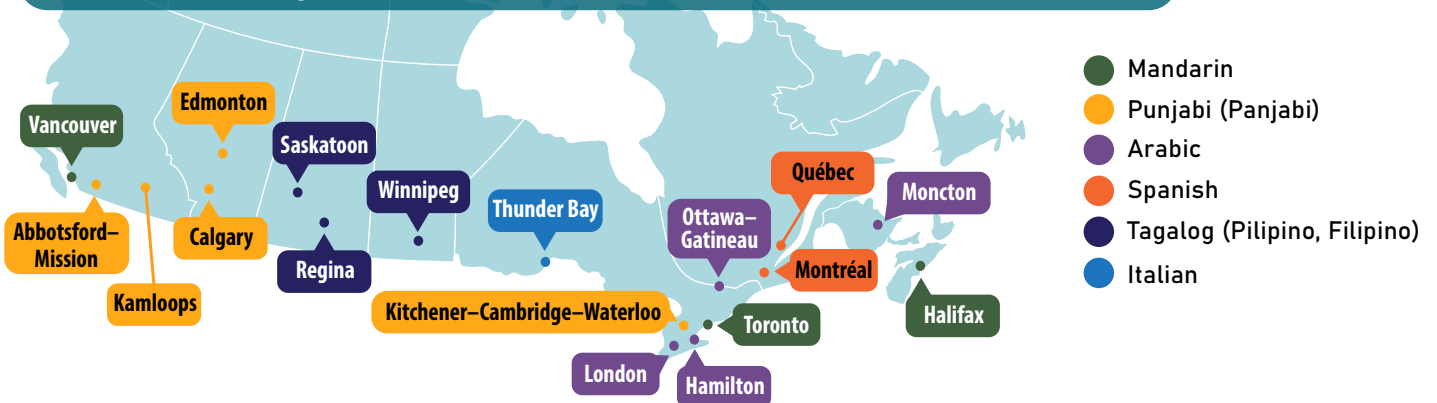 Vancouver
Edmonton
Saskatoon
Winnipeg
Thunder Bay
Québec
Moncton
Ottawa–
Gatineau
Abbotsford–
Mission
Calgary
Regina
Montréal
Kamloops
Kitchener–Cambridge–Waterloo
Toronto
Halifax
London
Hamilton
Mandarin
Punjabi (Panjabi)
Arabic
Spanish
Tagalog (Pilipino, Filipino)
Italian